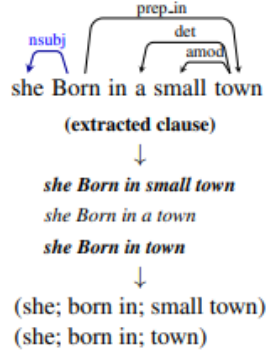 prep_in
det
nsubj
amod
she Born in a small town
(extracted clause)
↓
she Born in small town
she Born in a town
she Born in town
↓
(she; born in; small town)
(she; born in; town)